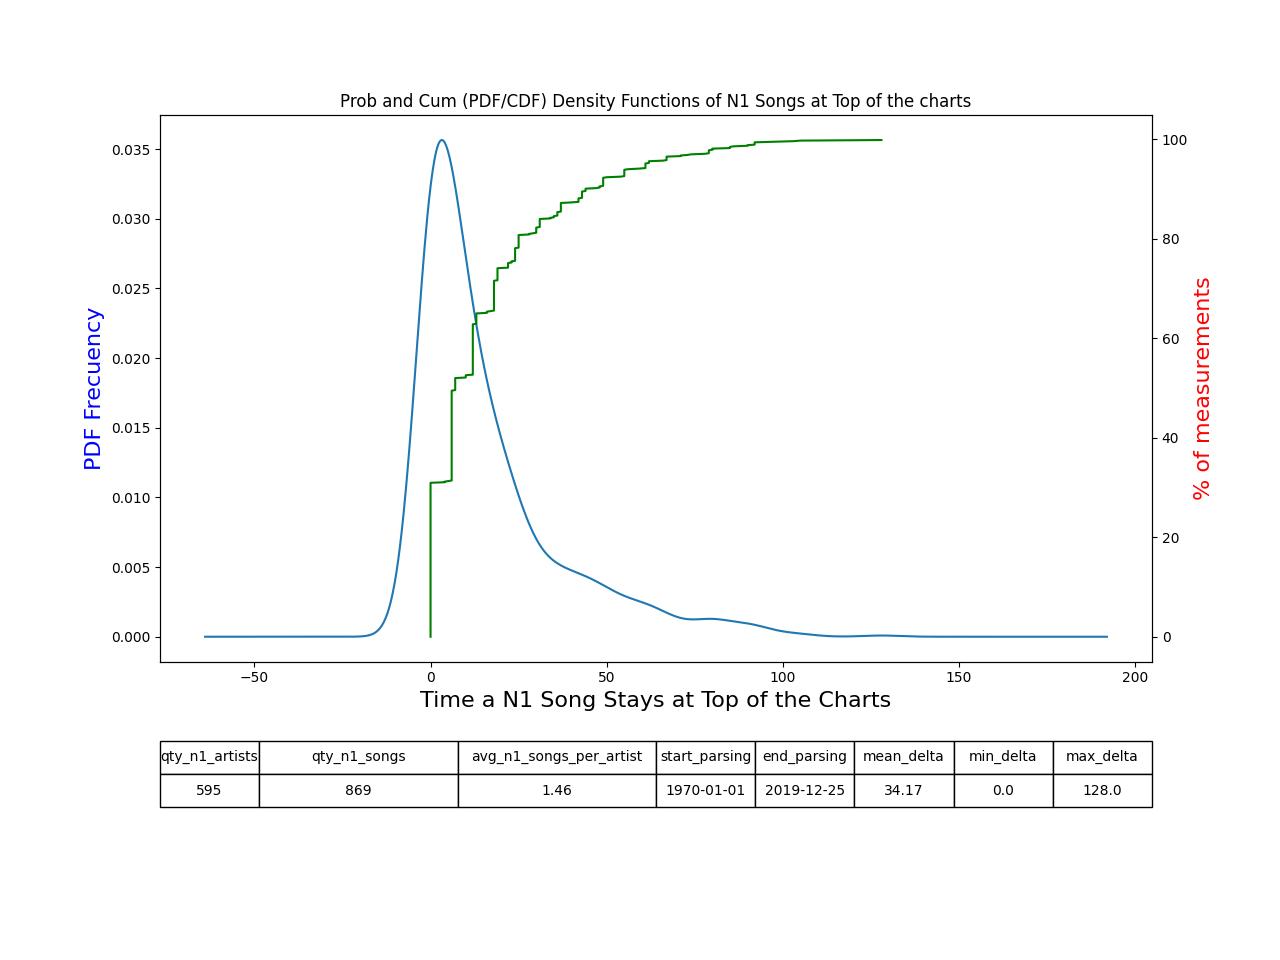 Prob and Cum (PDF/CDF) Density Functions of N1 Songs at Top of the charts
PDF Frecuency
0.035
0.030
0.025
0.020
0.015
0.010
0.005
0.000
100
80
60
40
20
0
% of measurements
−50 0 50 100 150 200
Time a N1 Song Stays at Top of the Charts
qty_n1_artists qty_n1_songs avg_n1_songs_per_artist start_parsing end_parsing mean_delta min_delta max_delta
595 869 1.46 1970-01-01 2019-12-25 34.17 0.0 128.0